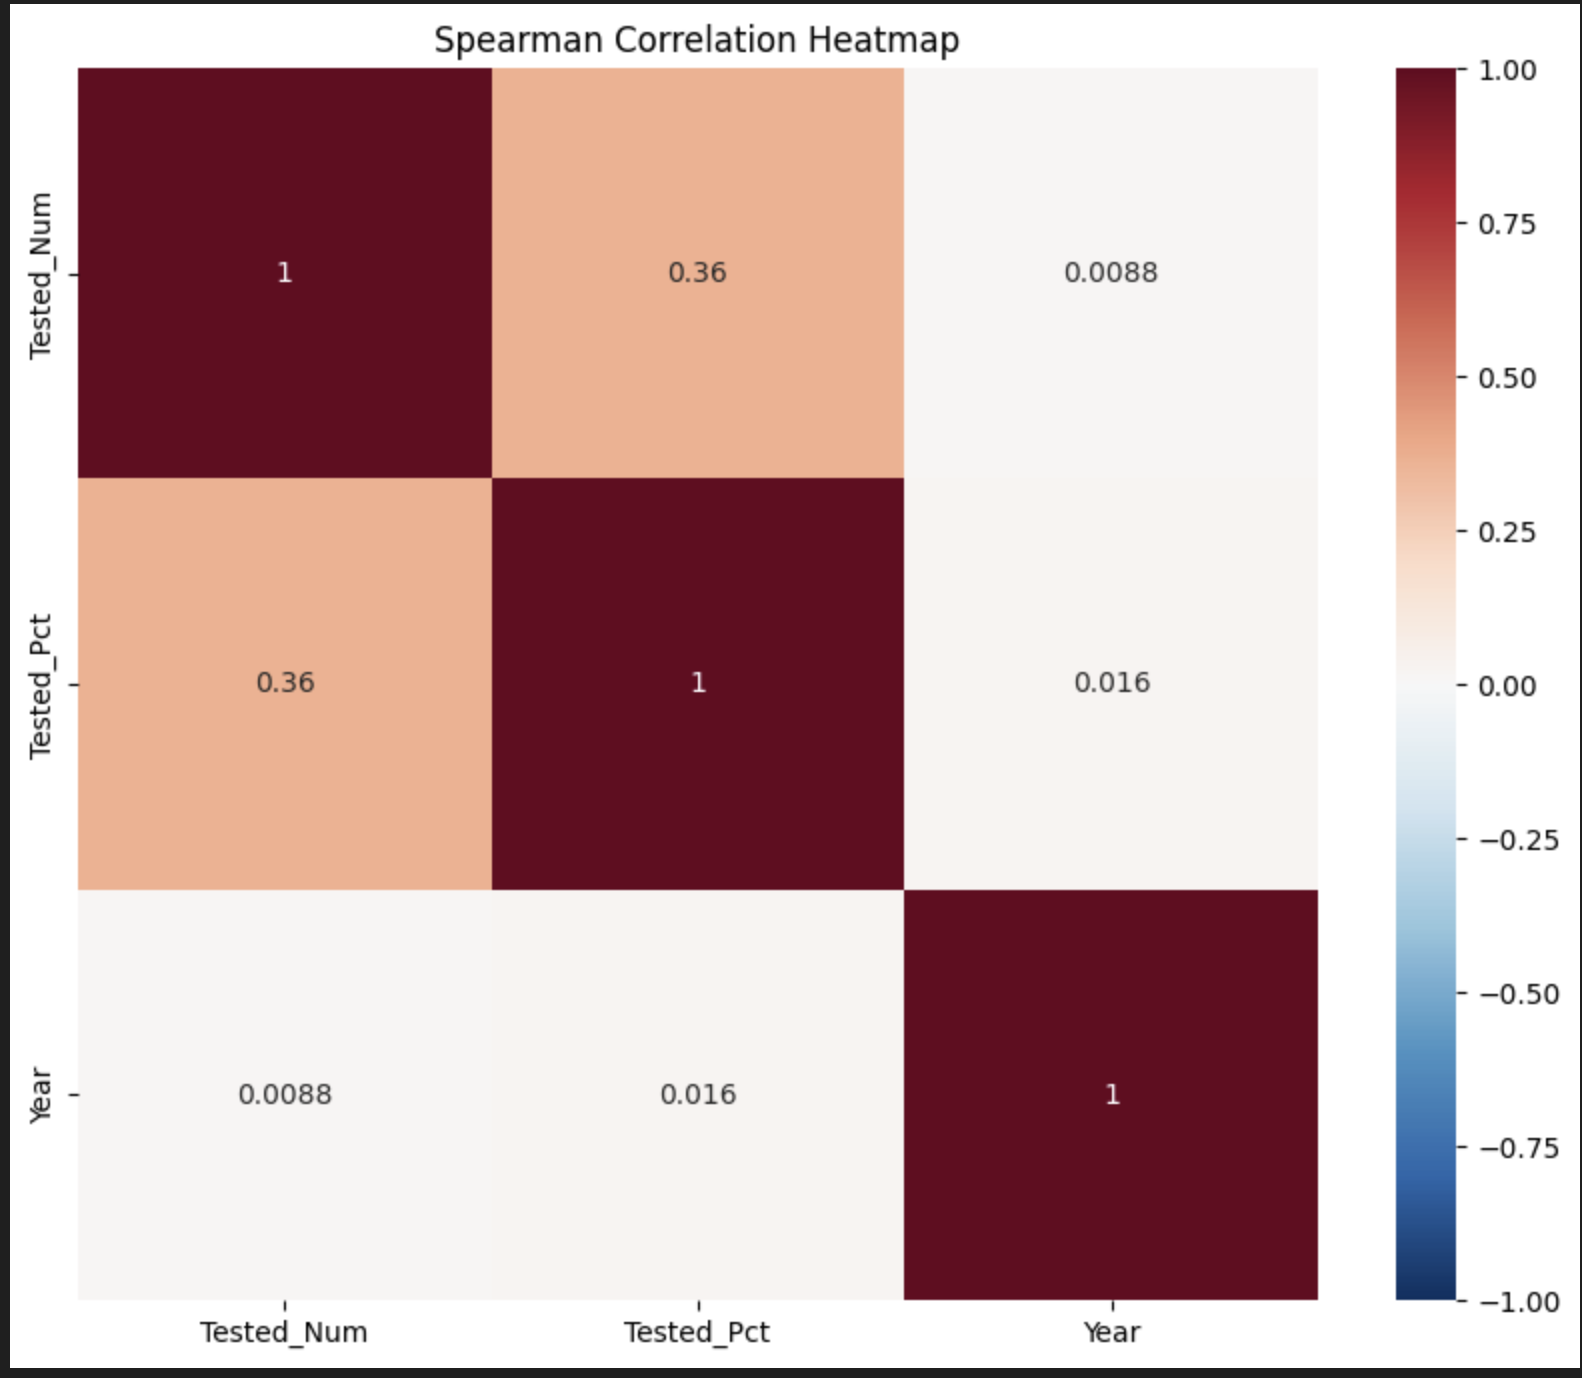 Spearman Correlation Heatmap
Tested_Num
1
0.36
0.0088
Tested_Pct
0.36
1
0.016
Year
0.0088
0.016
1
Tested_Num
Tested_Pct
Year
1.00
0.75
0.50
0.25
0.00
−0.25
−0.50
−0.75
−1.00